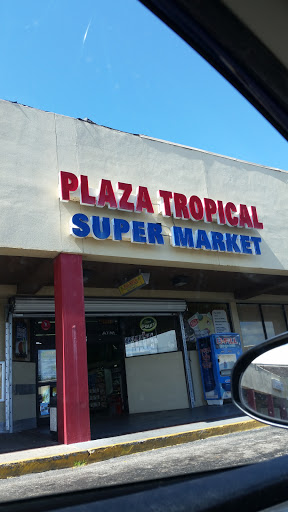 PLAZA TROPICAL
SUPER MARKET